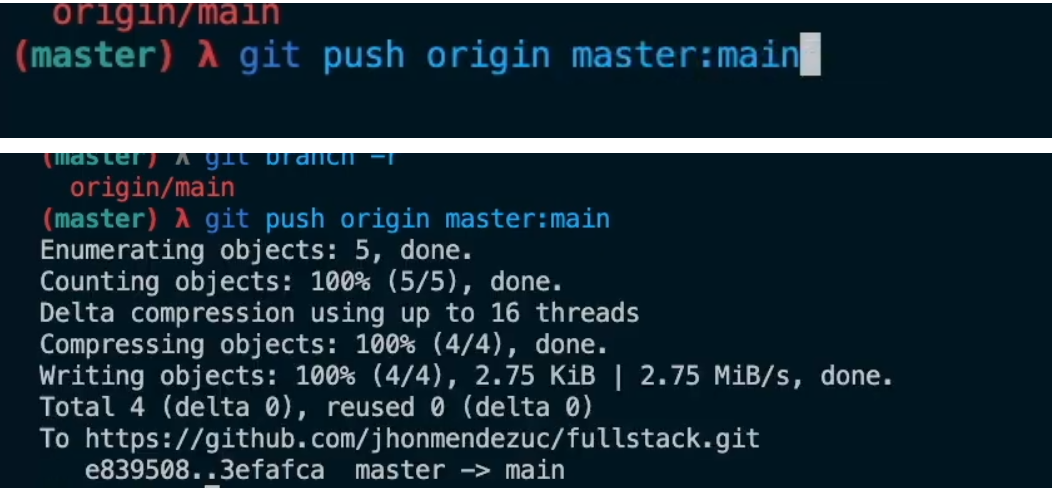 origin/main
(master) λ git push origin master:main
(master) λ git branch -r
origin/main
(master) λ git push origin master:main
Enumerating objects: 5, done.
Counting objects: 100% (5/5), done.
Delta compression using up to 16 threads
Compressing objects: 100% (4/4), done.
Writing objects: 100% (4/4), 2.75 KiB | 2.75 MiB/s, done.
Total 4 (delta 0), reused 0 (delta 0)
To https://github.com/jhonmendezuc/fullstack.git
e839508..3efafca  master -> main